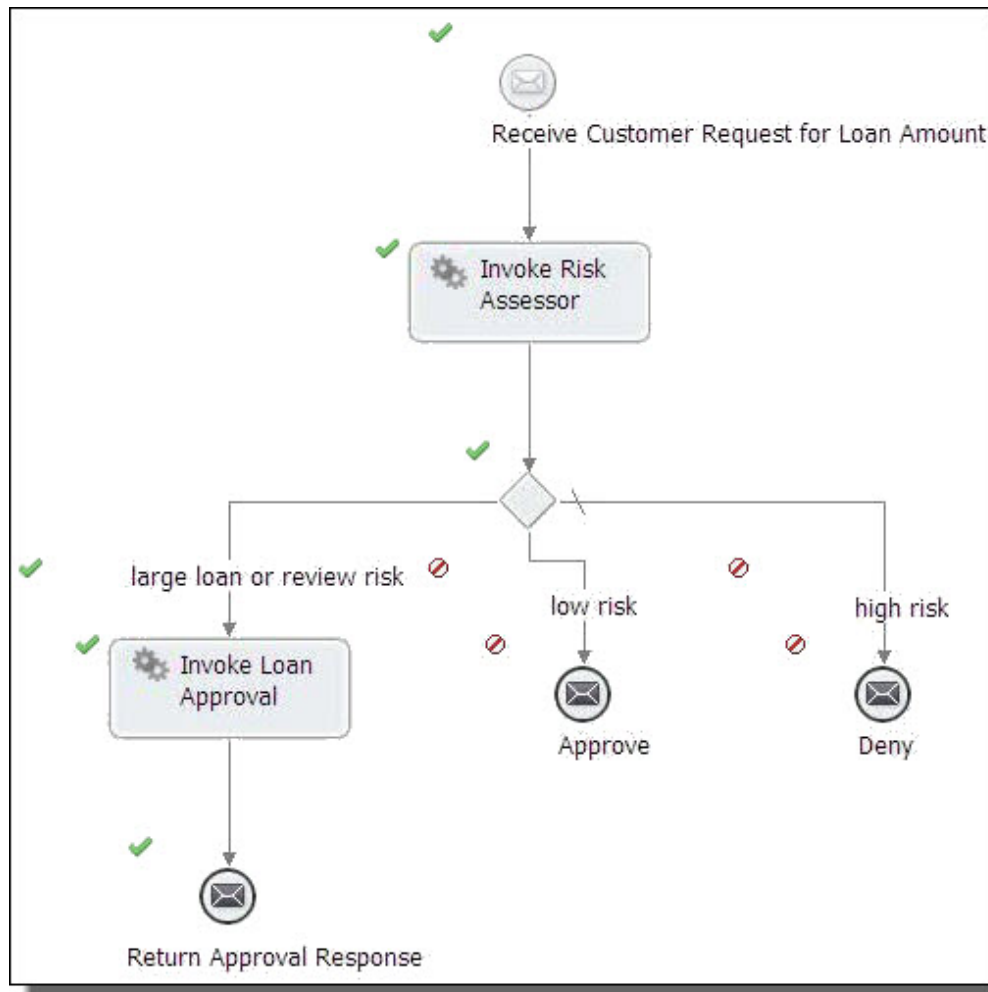 Receive Customer Request for Loan Amount
Invoke Risk
Assessor
large loan or review risk
low risk
high risk
Invoke Loan
Approval
Approve
Deny
Return Approval Response